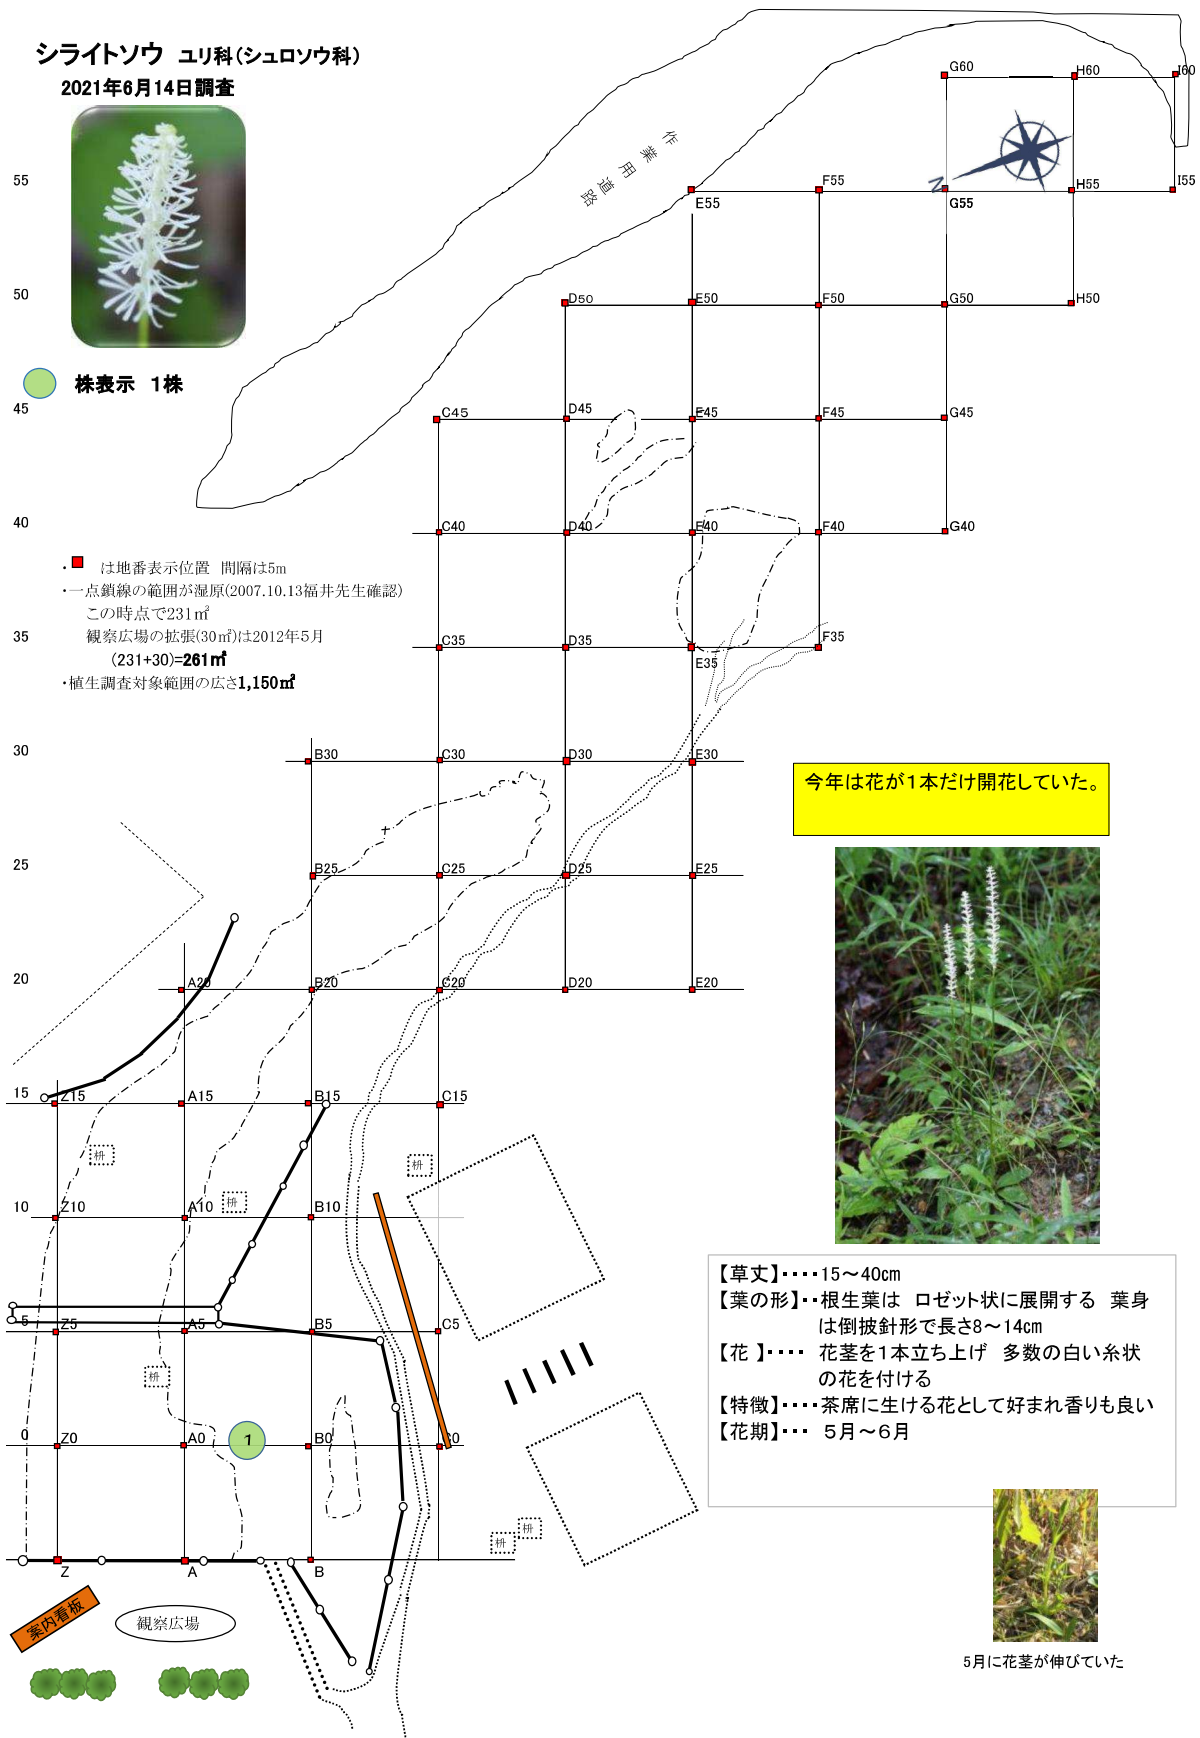 シライトソウ ユリ科(シュロソウ科)
2021年6月14日調査
株表示 1株
作業用道路
G60 H60 I60
N
55 E55 F55 G55 H55 I55
50 D50 E50 F50 G50 H50
45 C45 D45 E45 F45 G45
40 C40 D40 E40 F40 G40
・ は地番表示位置 間隔は5m
・一点鎖線の範囲が湿原(2007.10.13福井先生確認)
この時点で231㎡
観察広場の拡張(30㎡)は2012年5月
(231+30)=261㎡
・植生調査対象範囲の広さ1,150㎡
35 C35 D35 E35 F35
30 B30 C30 D30 E30
今年は花が1本だけ開花していた。
25 B25 C25 D25 E25
20 A20 B20 C20 D20 E20
15 Z15 A15 B15 C15
枡 枡
枡
10 Z10 A10 B10
5 Z5 A5 B5 C5
枡
0 Z0 A0 1 B0 C0
枡 枡
Z A B
【草丈】・・・・15～40㎝
【葉の形】・・根生葉は ロゼット状に展開する 葉身
は倒披針形で長さ8～14㎝
【花 】・・・・ 花茎を1本立ち上げ 多数の白い糸状
の花を付ける
【特徴】・・・・茶席に生ける花として好まれ香りも良い
【花期】・・・ 5月～6月
案内看板
観察広場
5月に花茎が伸びていた